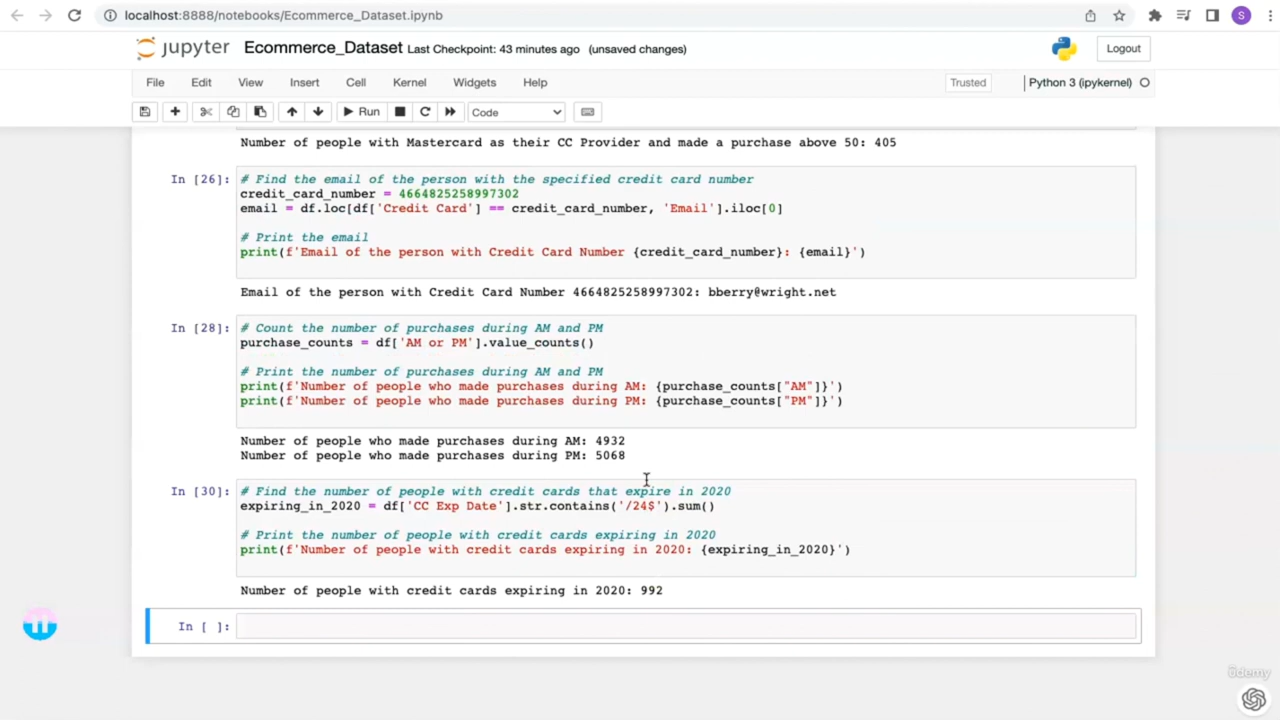 localhost:8888/notebooks/Ecommerce_Dataset.ipynb
S
jupyter Ecommerce_Dataset Last Checkpoint: 43 minutes ago (unsaved changes)
Logout
File Edit View Insert Cell Kernel Widgets Help
Trusted Python 3 (ipykernel)
Run Code
Number of people with Mastercard as their CC Provider and made a purchase above 50: 405
In [26]: # Find the email of the person with the specified credit card number
credit_card_number = 4664825258997302
email = df.loc[df['Credit Card'] == credit_card_number, 'Email'].iloc[0]
# Print the email
print(f'Email of the person with Credit Card Number {credit_card_number}: {email}')
Email of the person with Credit Card Number 4664825258997302: bberry@wright.net
In [28]: # Count the number of purchases during AM and PM
purchase_counts = df['AM or PM'].value_counts()
# Print the number of purchases during AM and PM
print(f'Number of people who made purchases during AM: {purchase_counts["AM"]}')
print(f'Number of people who made purchases during PM: {purchase_counts["PM"]}')
Number of people who made purchases during AM: 4932
Number of people who made purchases during PM: 5068
In [30]: # Find the number of people with credit cards that expire in 2020
expiring_in_2020 = df['CC Exp Date'].str.contains('/24$').sum()
# Print the number of people with credit cards expiring in 2020
print(f'Number of people with credit cards expiring in 2020: {expiring_in_2020}')
Number of people with credit cards expiring in 2020: 992
In [ ]:
ûdemy